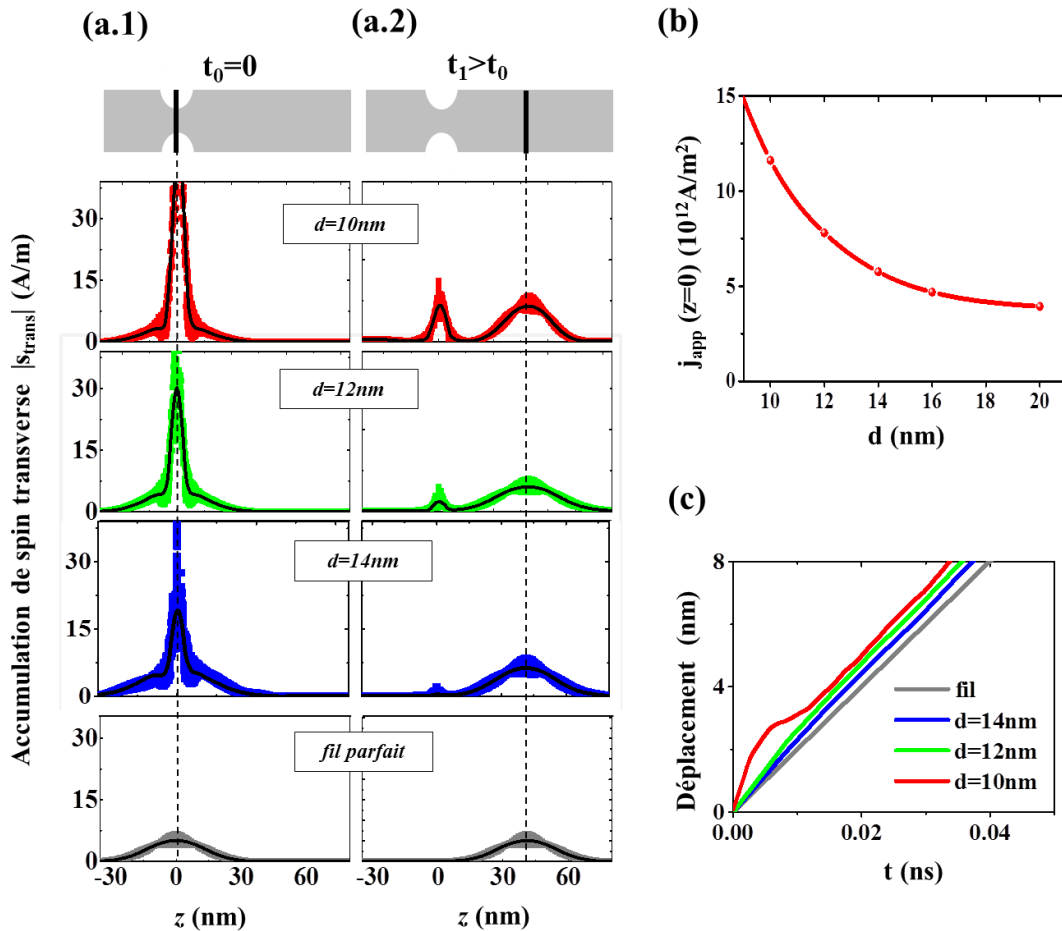 (a.1)
(a.2)
t₀=0
t₁>t₀
Accumulation de spin transverse |s_trans| (A/m)
30
15
0
d=10nm
30
15
0
d=12nm
30
15
0
d=14nm
30
15
0
fil parfait
-30 0 30 60
-30 0 30 60
z (nm)
z (nm)
(b)
j_app (z=0) (10¹²A/m²)
15
10
5
0
10 12 14 16 18 20
d (nm)
(c)
Déplacement (nm)
8
4
0
fil
d=14nm
d=12nm
d=10nm
0.00 0.02 0.04
t (ns)